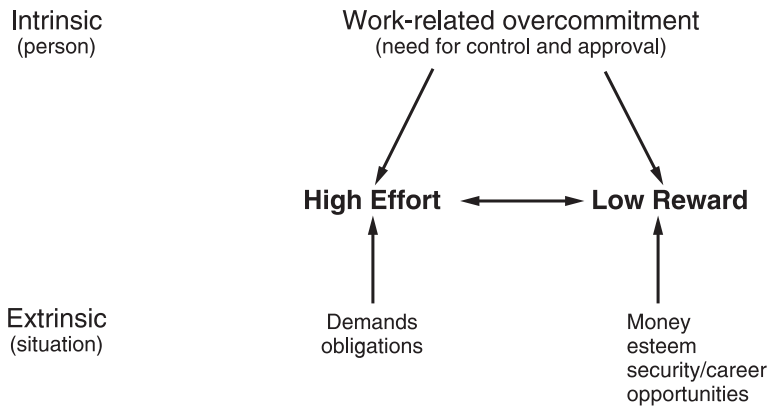 Intrinsic
(person)
Work-related overcommitment
(need for control and approval)
High Effort
Low Reward
Extrinsic
(situation)
Demands
obligations
Money
esteem
security/career
opportunities